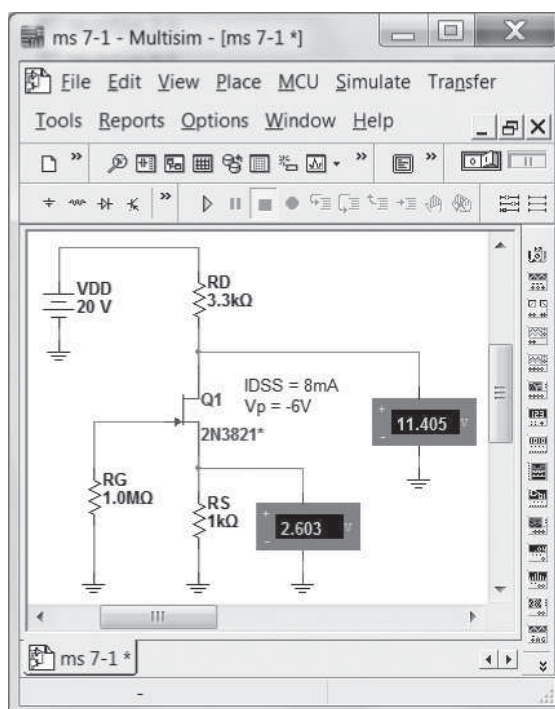 ms 7-1 - Multisim - [ms 7-1 *]
File Edit View Place MCU Simulate Transfer
Tools Reports Options Window Help
VDD
20 V
RD
3.3kΩ
Q1
IDSS = 8mA
Vp = -6V
2N3821*
11.405 V
RG
1.0MΩ
RS
1kΩ
2.603 V
ms 7-1 *